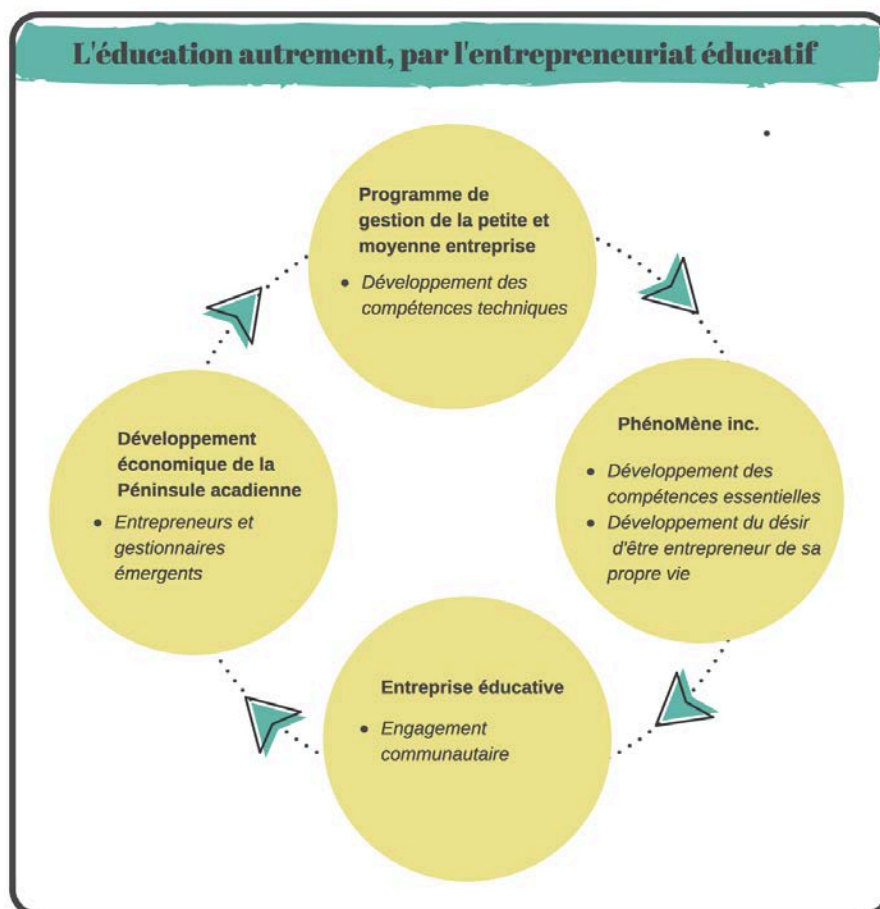 L'éducation autrement, par l'entrepreneuriat éducatif
Programme de
gestion de la petite et
moyenne entreprise
• Développement des
compétences techniques
PhénoMène inc.
• Développement des
compétences essentielles
• Développement du désir
d'être entrepreneur de sa
propre vie
Entreprise éducative
• Engagement
communautaire
Développement
économique de la
Péninsule acadienne
• Entrepreneurs et
gestionnaires
émergents